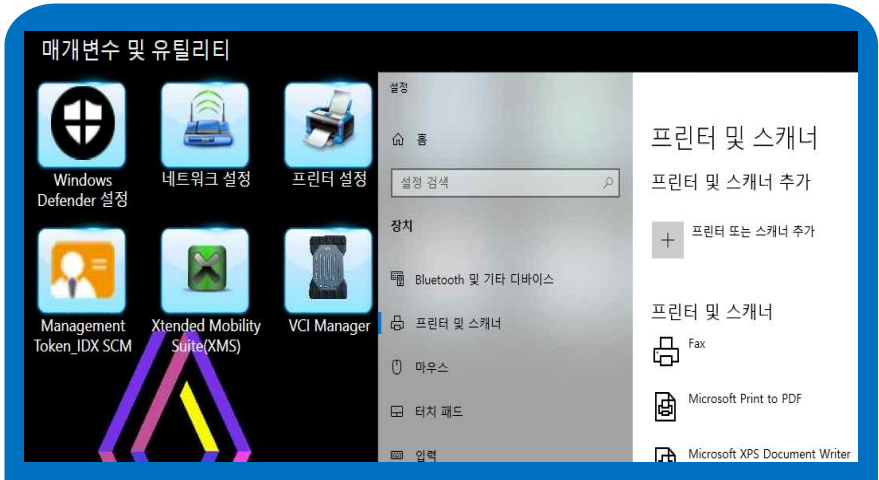 매개변수 및 유틸리티
Windows
Defender 설정
네트워크 설정
프린터 설정
Management
Token_IDX SCM
Xtended Mobility
Suite(XMS)
VCI Manager
설정
홈
설정 검색
장치
Bluetooth 및 기타 디바이스
프린터 및 스캐너
마우스
터치 패드
입력
프린터 및 스캐너
프린터 및 스캐너 추가
프린터 또는 스캐너 추가
프린터 및 스캐너
Fax
Microsoft Print to PDF
Microsoft XPS Document Writer